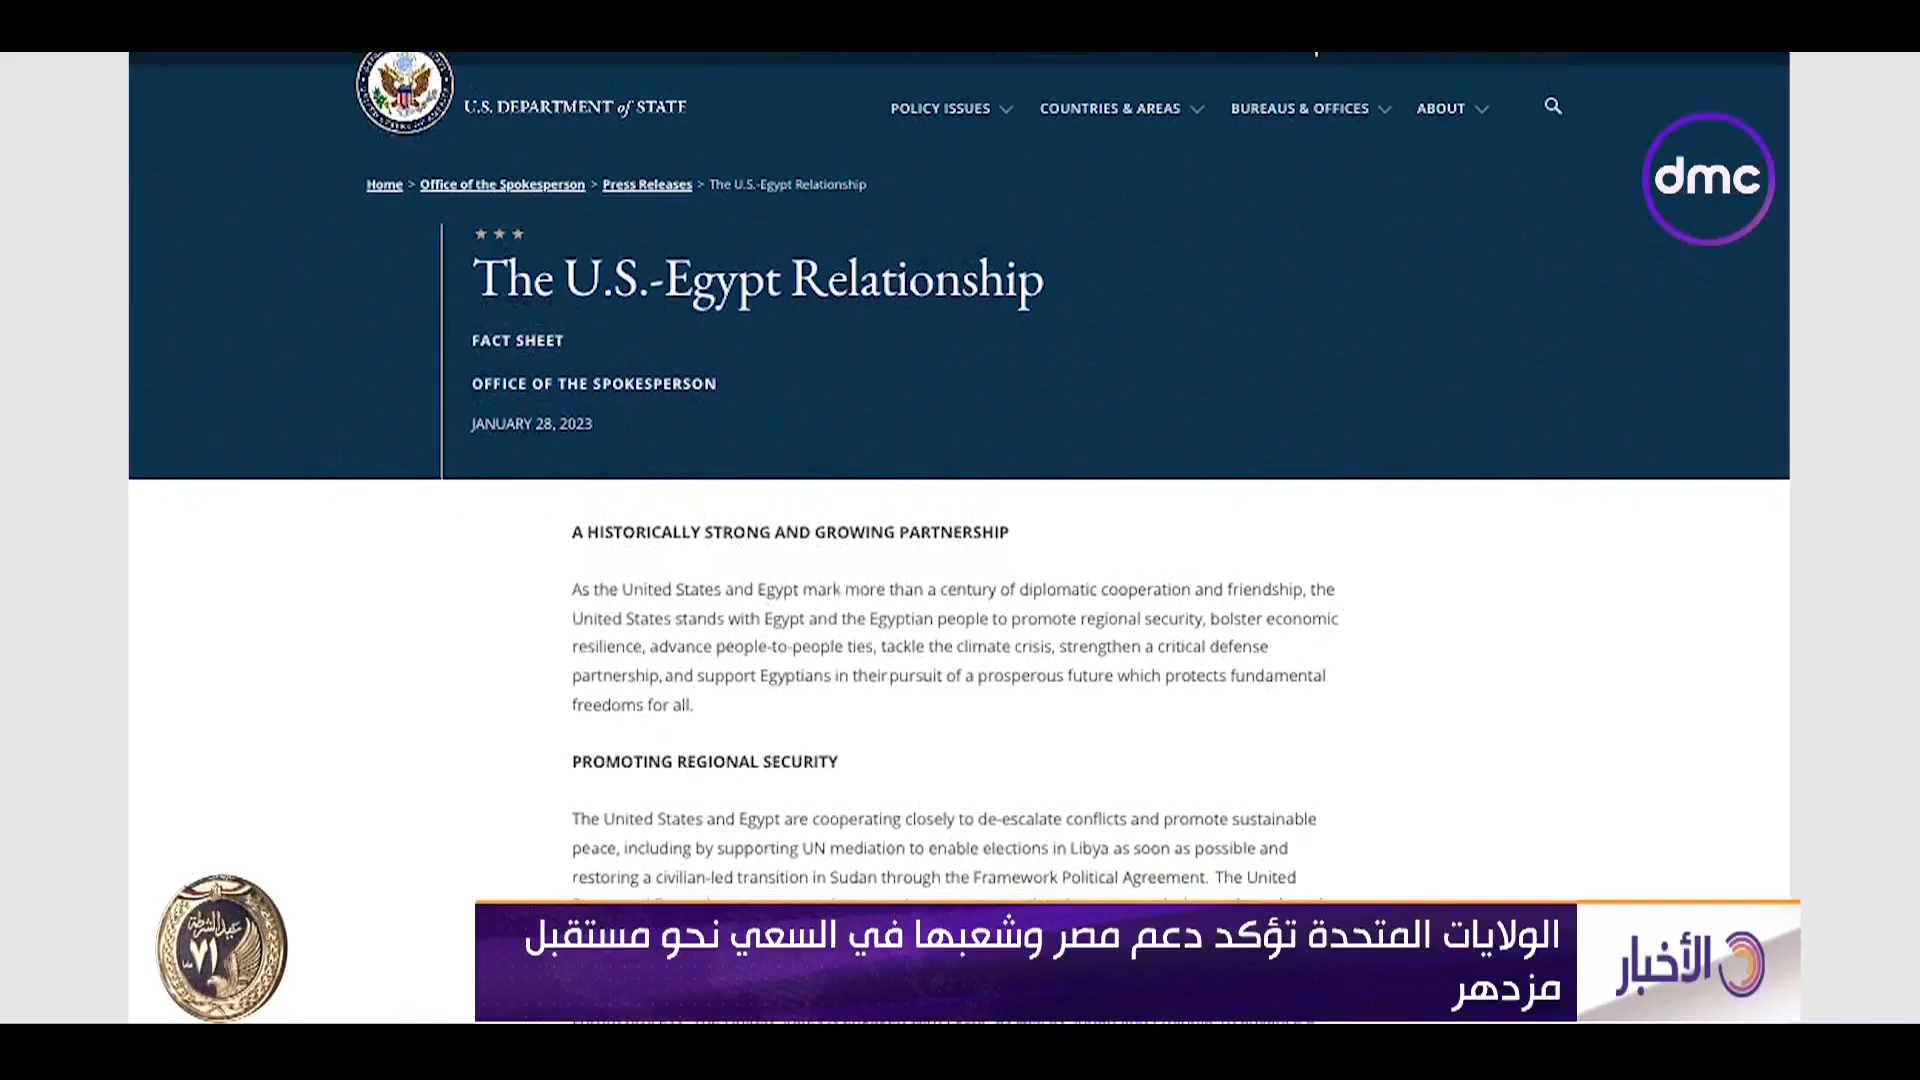 U.S. DEPARTMENT of STATE
POLICY ISSUES COUNTRIES & AREAS BUREAUS & OFFICES ABOUT
dmc
Home > Office of the Spokesperson > Press Releases > The U.S.-Egypt Relationship
The U.S.-Egypt Relationship
FACT SHEET
OFFICE OF THE SPOKESPERSON
JANUARY 28, 2023
A HISTORICALLY STRONG AND GROWING PARTNERSHIP
As the United States and Egypt mark more than a century of diplomatic cooperation and friendship, the
United States stands with Egypt and the Egyptian people to promote regional security, bolster economic
resilience, advance people-to-people ties, tackle the climate crisis, strengthen a critical defense
partnership, and support Egyptians in their pursuit of a prosperous future which protects fundamental
freedoms for all.
PROMOTING REGIONAL SECURITY
The United States and Egypt are cooperating closely to de-escalate conflicts and promote sustainable
peace, including by supporting UN mediation to enable elections in Libya as soon as possible and
restoring a civilian-led transition in Sudan through the Framework Political Agreement. The United
عيد الشرطة
٧١
الولايات المتحدة تؤكد دعم مصر وشعبها في السعي نحو مستقبل
مزدهر
الأخبار